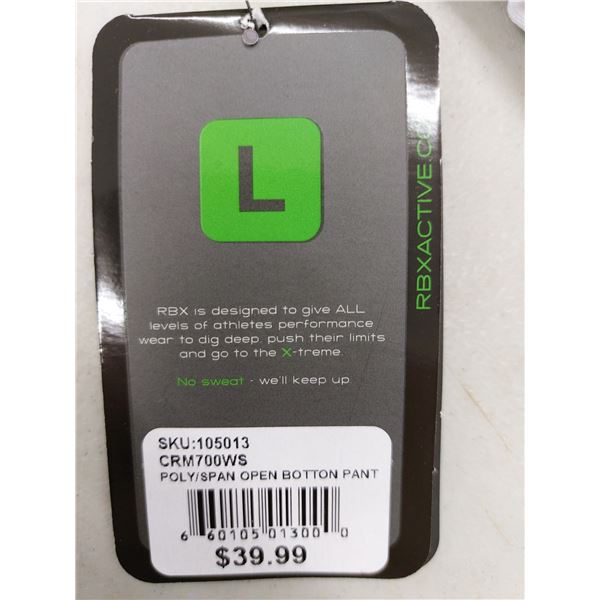 L
RBXACTIVE.C
RBX is designed to give ALL
levels of athletes performance
wear to dig deep, push their limits
and go to the X-treme
No sweat - we'll keep up
SKU:105013
CRM700WS
POLY/SPAN OPEN BOTTON PANT
6 60105 01300 0
$39.99